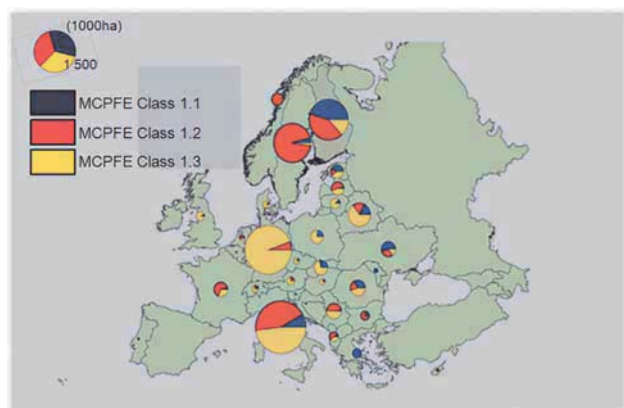 (1000ha)
1 500
MCPFE Class 1.1
MCPFE Class 1.2
MCPFE Class 1.3